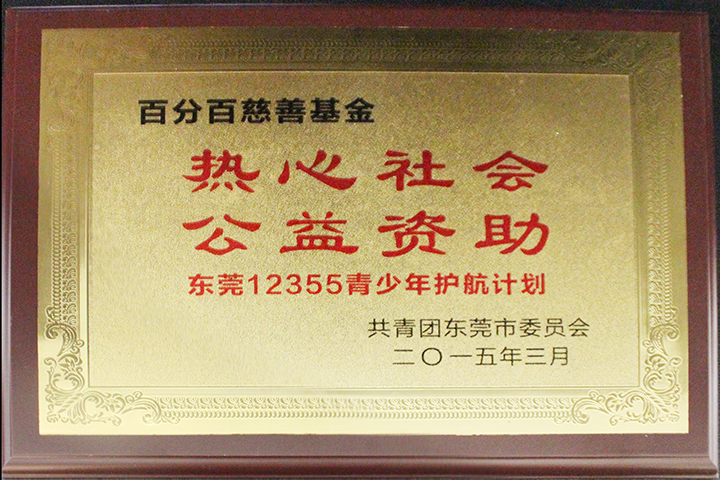 百分百慈善基金
热心社会
公益资助
东莞12355青少年护航计划
共青团东莞市委员会
二〇一五年三月